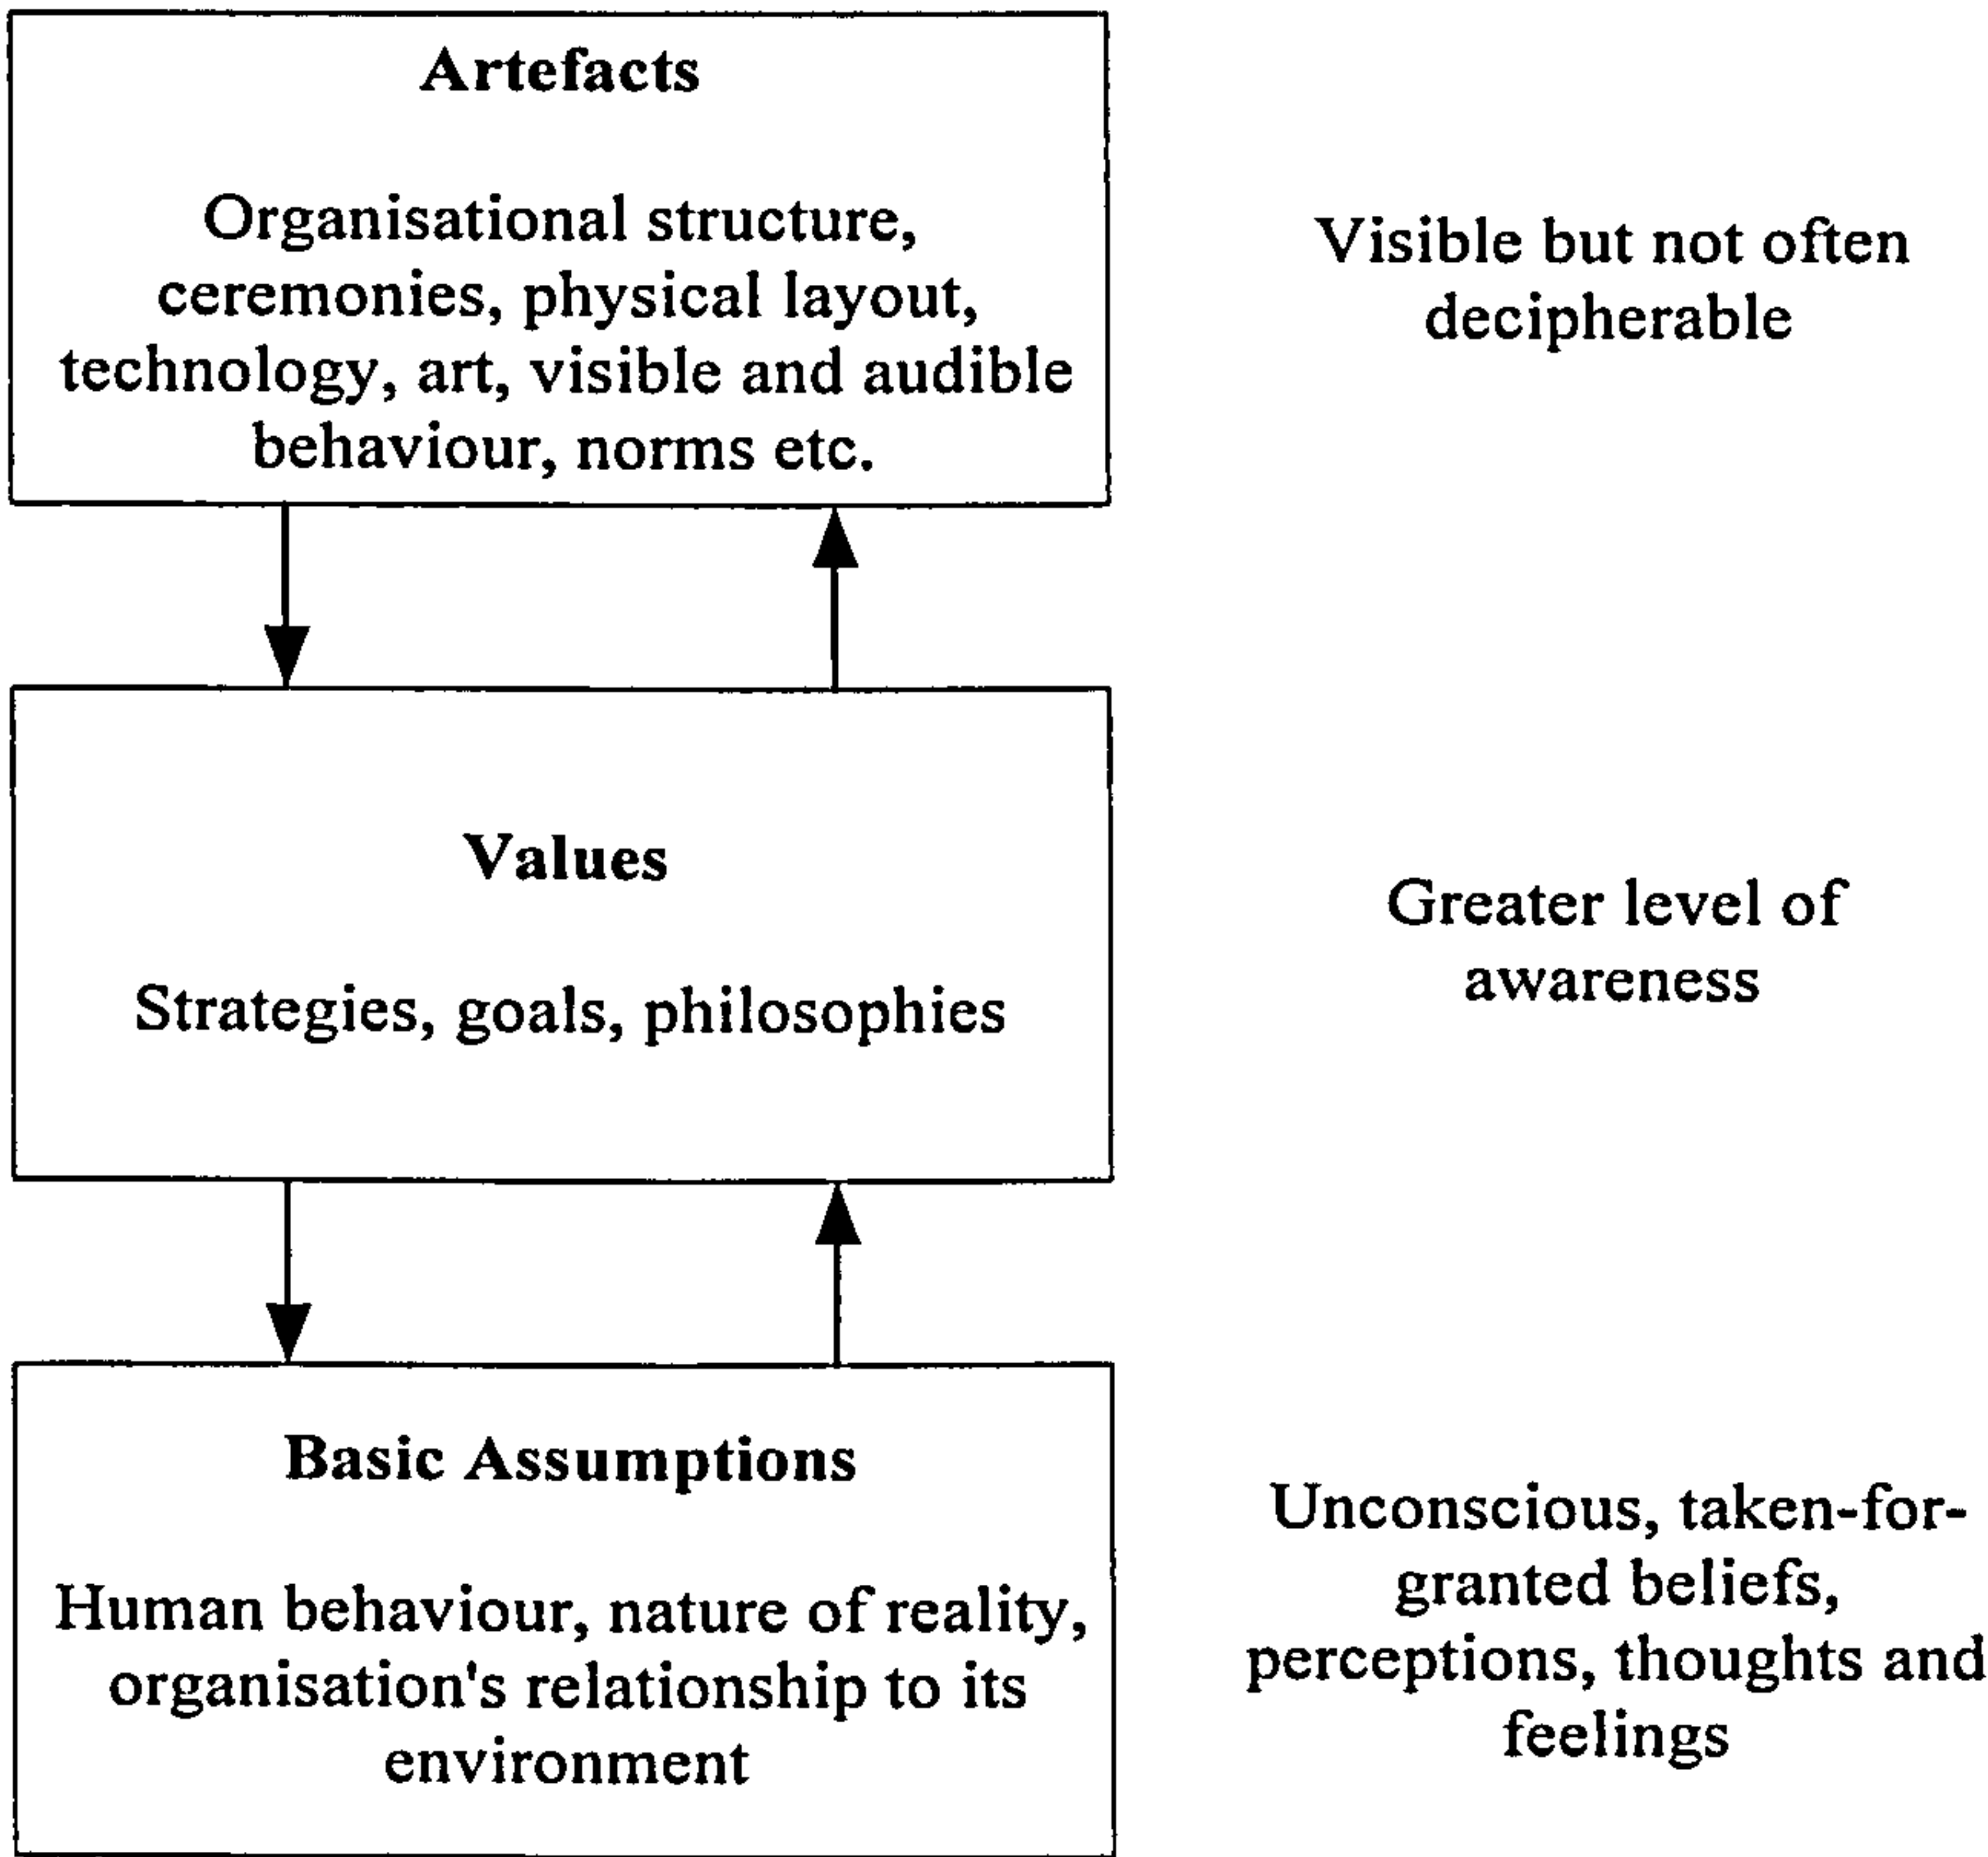 Artefacts
Organisational structure,
ceremonies, physical layout,
technology, art, visible and audible
behaviour, norms etc.
Visible but not often
decipherable
Values
Strategies, goals, philosophies
Greater level of
awareness
Basic Assumptions
Human behaviour, nature of reality,
organisation's relationship to its
environment
Unconscious, taken-for-
granted beliefs,
perceptions, thoughts and
feelings